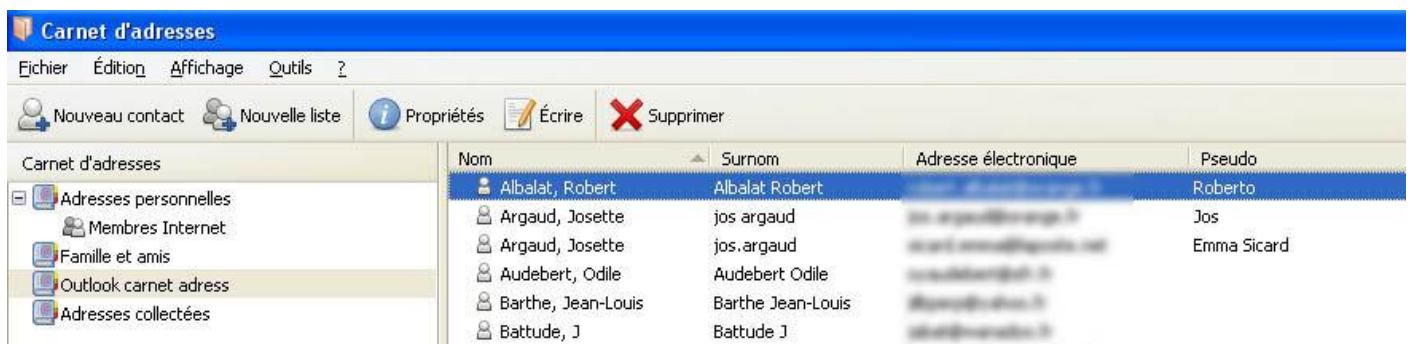 Carnet d'adresses
Fichier Édition Affichage Outils ?
Nouveau contact Nouvelle liste Propriétés Écrire Supprimer
Carnet d'adresses
Adresses personnelles
Membres Internet
Famille et amis
Outlook carnet adress
Adresses collectées
Nom Surnom Adresse électronique Pseudo
Albalat, Robert Albalat Robert Roberto
Argaud, Josette jos argaud Jos
Argaud, Josette jos.argaud Emma Sicard
Audebert, Odile Audebert Odile
Barthe, Jean-Louis Barthe Jean-Louis
Battude, J Battude J